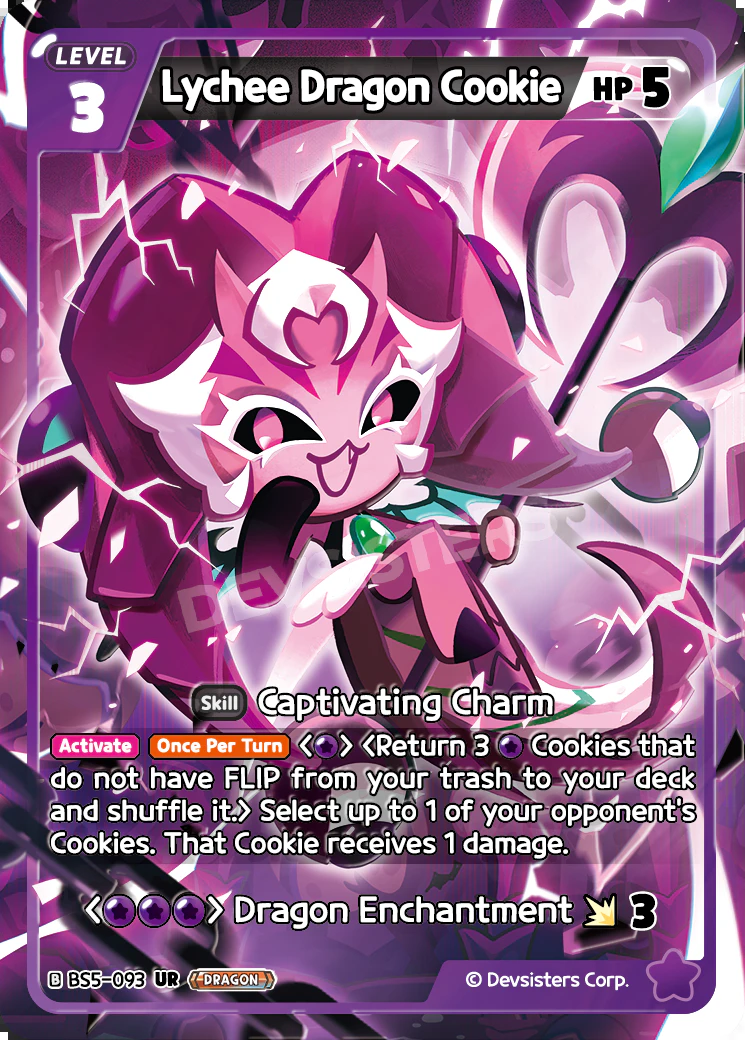 LEVEL
3
Lychee Dragon Cookie
HP 5
DEVSISTERS
Skill Captivating Charm
Activate Once Per Turn < > <Return 3 Cookies that
do not have FLIP from your trash to your deck
and shuffle it.> Select up to 1 of your opponent's
Cookies. That Cookie receives 1 damage.
< > Dragon Enchantment 3
B BS5-093 UR DRAGON
© Devsisters Corp.